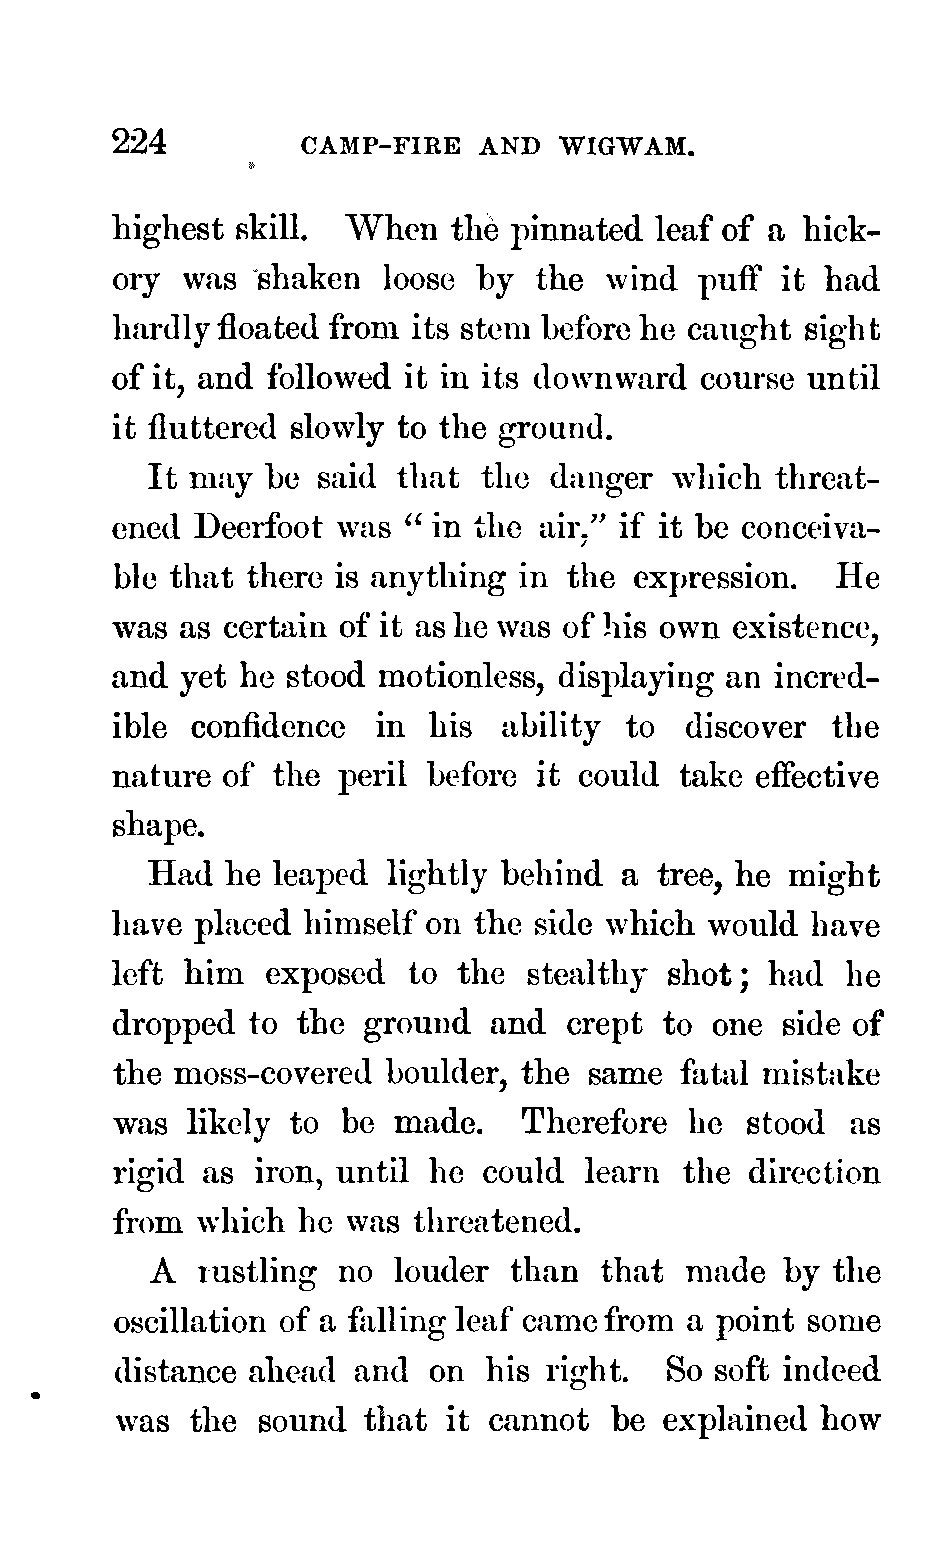 224 CAMP-FIRE AND WIGWAM.
highest skill. When the pinnated leaf of a hick-
ory was shaken loose by the wind puff it had
hardly floated from its stem before he caught sight
of it, and followed it in its downward course until
it fluttered slowly to the ground.
It may be said that the danger which threat-
ened Deerfoot was “ in the air,” if it be conceiva-
ble that there is anything in the expression. He
was as certain of it as he was of his own existence,
and yet he stood motionless, displaying an incred-
ible confidence in his ability to discover the
nature of the peril before it could take effective
shape.
Had he leaped lightly behind a tree, he might
have placed himself on the side which would have
left him exposed to the stealthy shot; had he
dropped to the ground and crept to one side of
the moss-covered boulder, the same fatal mistake
was likely to be made. Therefore he stood as
rigid as iron, until he could learn the direction
from which he was threatened.
A rustling no louder than that made by the
oscillation of a falling leaf came from a point some
distance ahead and on his right. So soft indeed
was the sound that it cannot be explained how